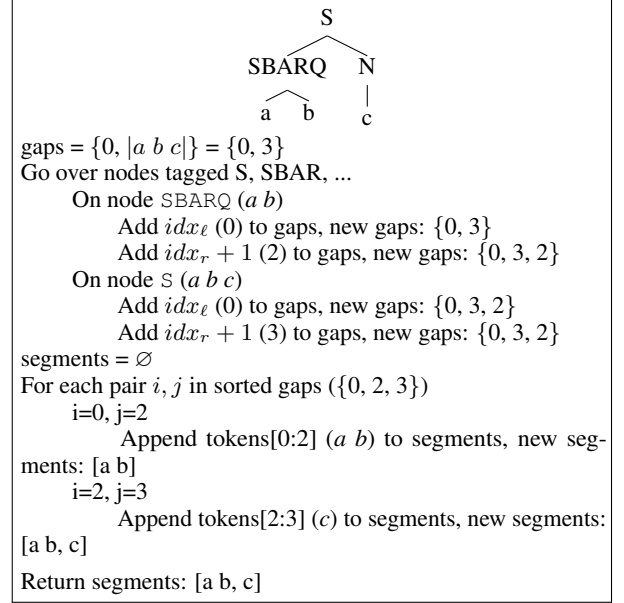 S
SBARQ N
a b c
gaps = {0, |a b c|} = {0, 3}
Go over nodes tagged S, SBAR, ...
On node SBARQ (a b)
Add idxℓ (0) to gaps, new gaps: {0, 3}
Add idxᵣ + 1 (2) to gaps, new gaps: {0, 3, 2}
On node S (a b c)
Add idxℓ (0) to gaps, new gaps: {0, 3, 2}
Add idxᵣ + 1 (3) to gaps, new gaps: {0, 3, 2}
segments = ∅
For each pair i, j in sorted gaps ({0, 2, 3})
i=0, j=2
Append tokens[0:2] (a b) to segments, new seg-
ments: [a b]
i=2, j=3
Append tokens[2:3] (c) to segments, new segments:
[a b, c]
Return segments: [a b, c]